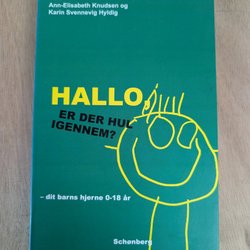 Ann-Elisabeth Knudsen og
Karin Svennevig Hyldig
HALLO,
ER DER HUL
IGENNEM?
– dit barns hjerne 0-18 år
Schønberg